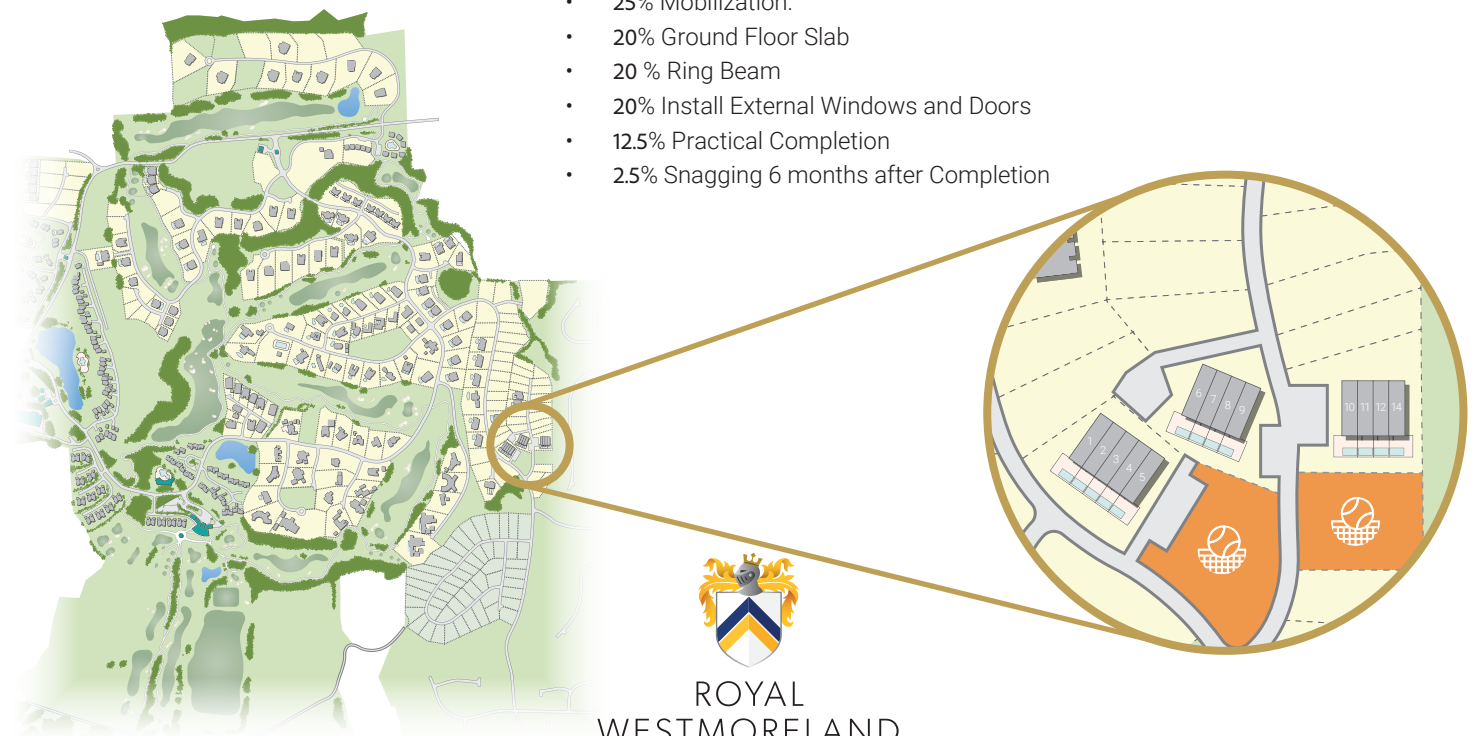 • 25% Mobilization.
• 20% Ground Floor Slab
• 20 % Ring Beam
• 20% Install External Windows and Doors
• 12.5% Practical Completion
• 2.5% Snagging 6 months after Completion
1
2
3
4
5
6
7
8
9
10 11 12 14
ROYAL
WESTMORELAND